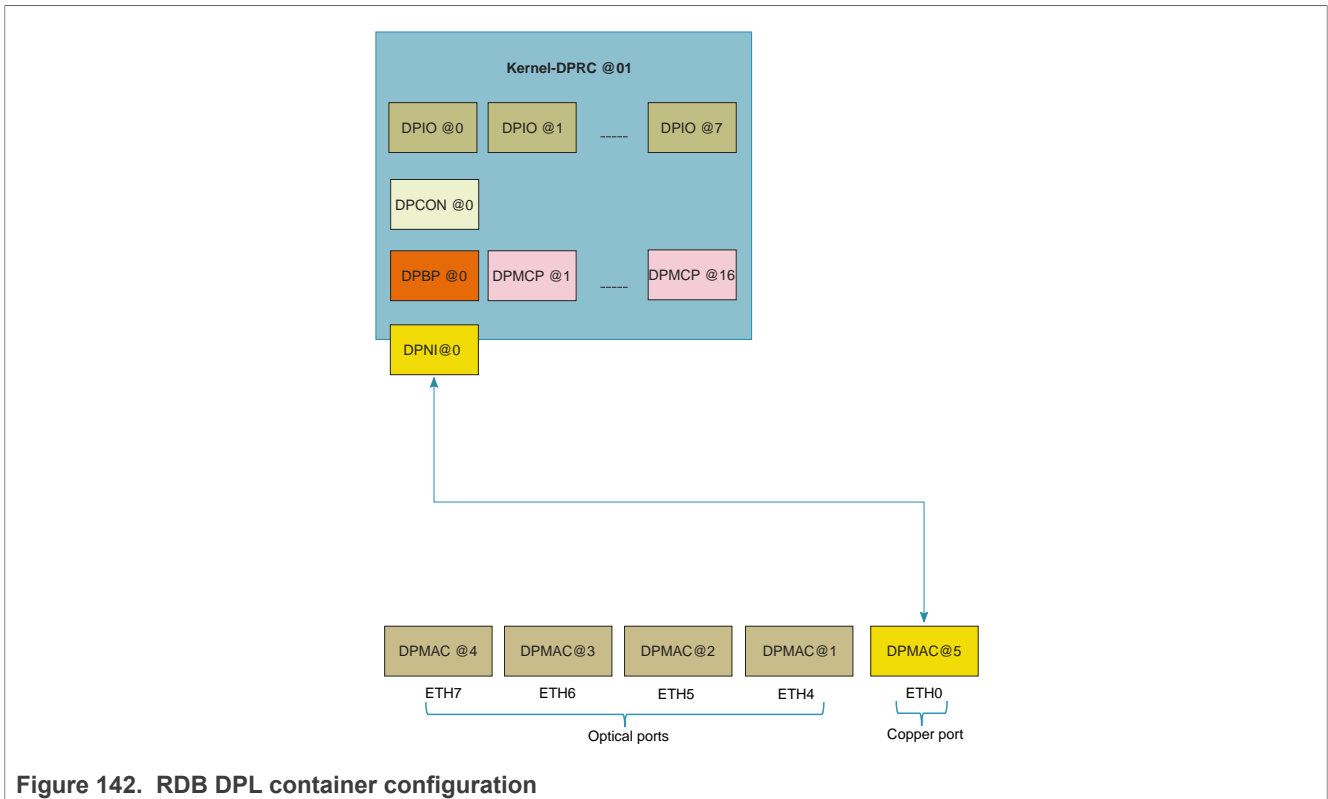 Kernel-DPRC @01
DPIO @0 DPIO @1 ----- DPIO @7
DPCON @0
DPBP @0 DPMCP @1 ----- DPMCP @16
DPNI@0
DPMAC @4 DPMAC@3 DPMAC@2 DPMAC@1 DPMAC@5
ETH7 ETH6 ETH5 ETH4 ETH0
Optical ports Copper port
Figure 142. RDB DPL container configuration